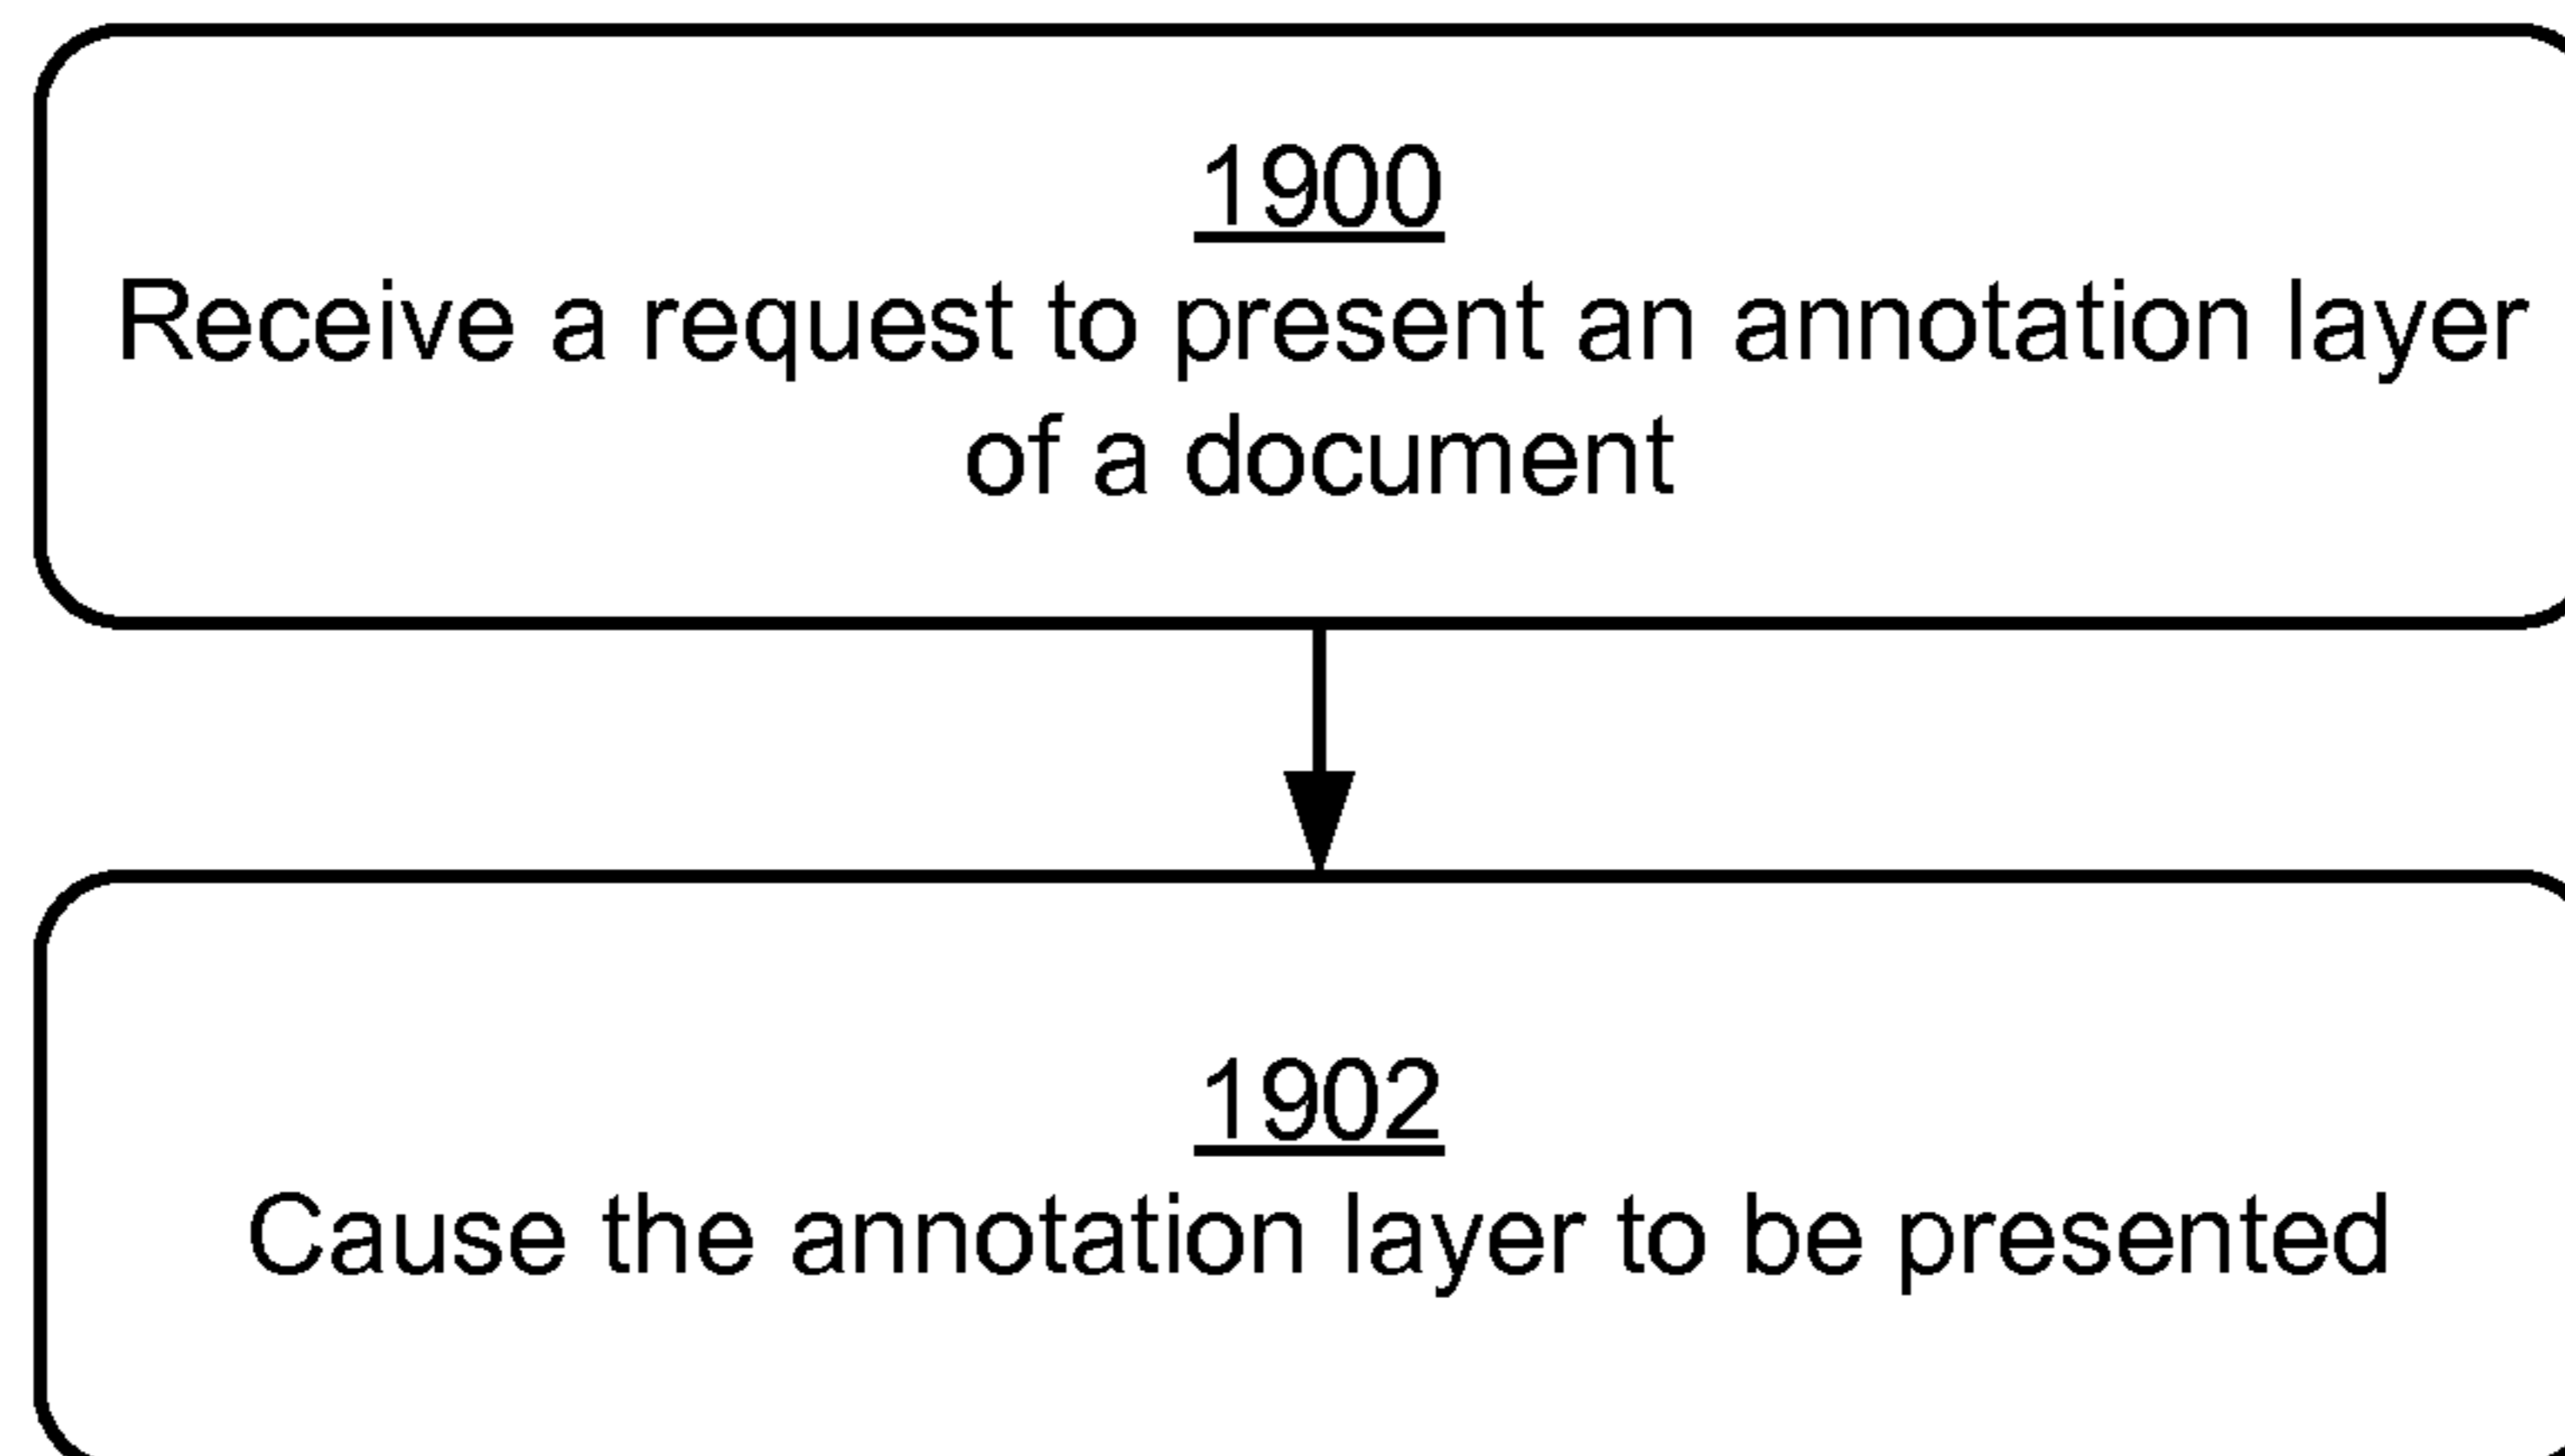 1900
Receive a request to present an annotation layer
of a document
1902
Cause the annotation layer to be presented